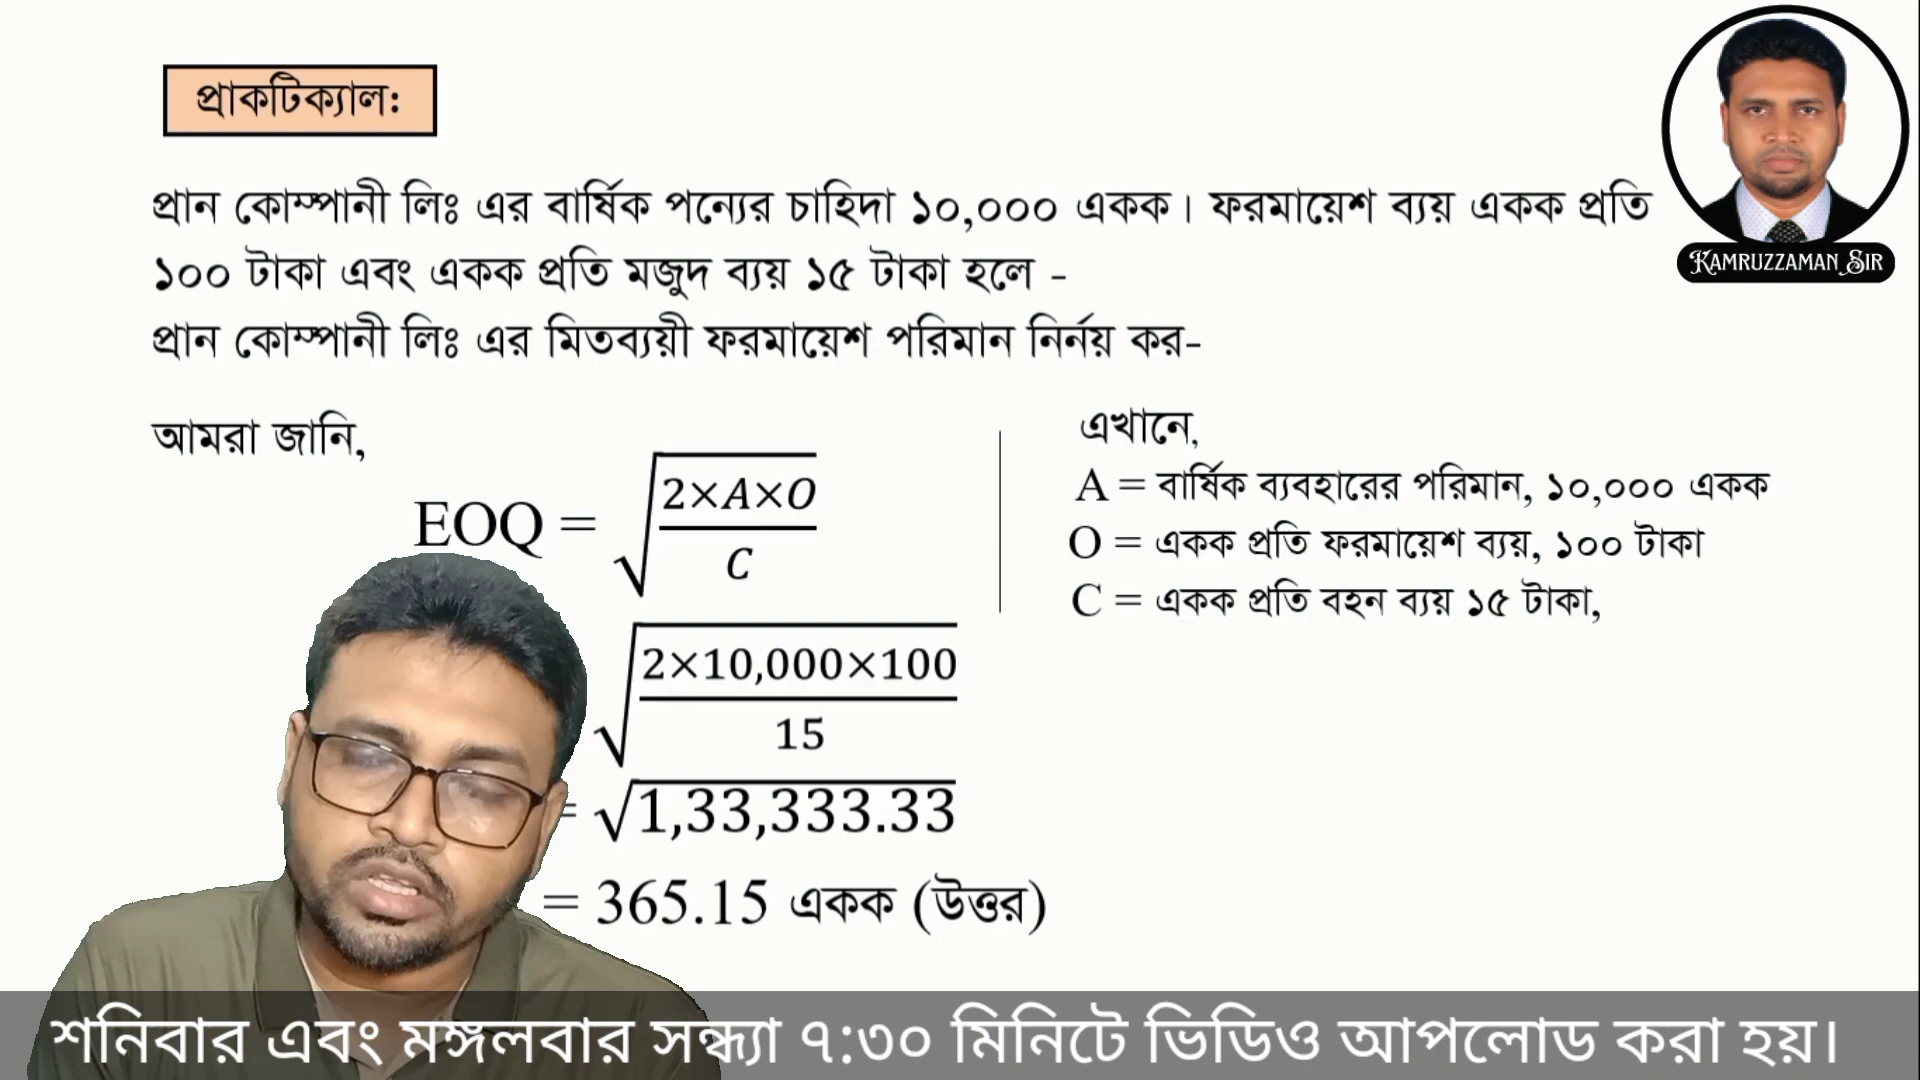 প্রাকটিক্যাল:
প্রান কোম্পানী লিঃ এর বার্ষিক পন্যের চাহিদা ১০,০০০ একক। ফরমায়েশ ব্যয় একক প্রতি
১০০ টাকা এবং একক প্রতি মজুদ ব্যয় ১৫ টাকা হলে -
প্রান কোম্পানী লিঃ এর মিতব্যয়ী ফরমায়েশ পরিমান নির্নয় কর-
KAMRUZZAMAN SIR
আমরা জানি,
EOQ = √(2×A×O / C)
√(2×10,000×100 / 15)
= √1,33,333.33
= 365.15 একক (উত্তর)
এখানে,
A = বার্ষিক ব্যবহারের পরিমান, ১০,০০০ একক
O = একক প্রতি ফরমায়েশ ব্যয়, ১০০ টাকা
C = একক প্রতি বহন ব্যয় ১৫ টাকা,
শনিবার এবং মঙ্গলবার সন্ধ্যা ৭:৩০ মিনিটে ভিডিও আপলোড করা হয়।